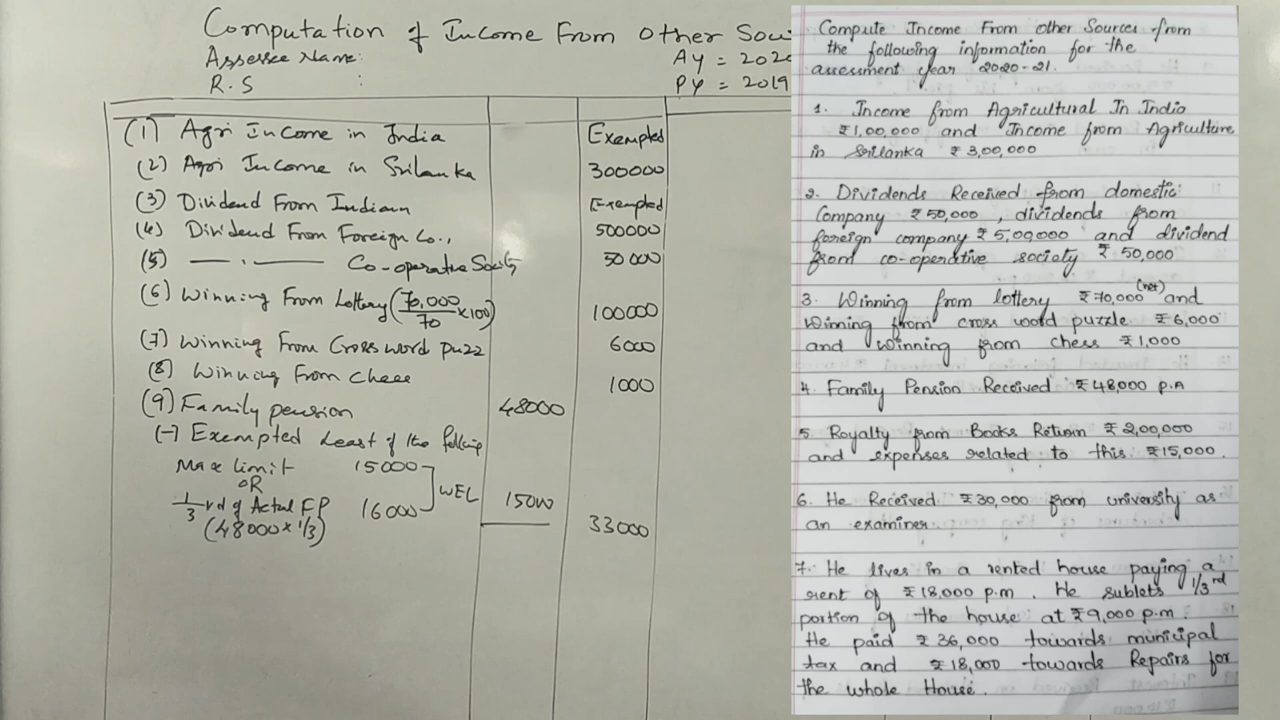 Computation of Income From Other Sou
Assessee Name:
AY = 202
R.S :
PY = 2019
(1) Agri Income in India Exempted
(2) Agri Income in Srilanka 300000
(3) Dividend From Indian Exempted
(4) Dividend From Foreign Co., 500000
(5) — . — Co-operative Society 50000
(6) Winning From Lottery (70,000/70 × 100) 100000
(7) Winning From Cross word Puzz 6000
(8) Winning From Chess 1000
(9) Family pension 48000
(-) Exempted Least of the following
Max limit 15000
OR WEL
1/3 rd of Actual FP 16000 15000
(48000 × 1/3) 33000
Compute Income From other Sources from
the following information for the
assessment year 2020-21.
1. Income from Agricultural In India
₹1,00,000 and Income from Agriculture
in Srilanka ₹ 3,00,000
2. Dividends Received from domestic
Company ₹ 50,000, dividends from
foreign company ₹ 5,00,000 and dividend
from co-operative society ₹ 50,000
3. Winning from lottery ₹ 70,000 (net) and
Winning from cross word puzzle ₹ 6,000
and winning from chess ₹ 1,000
4. Family Pension Received ₹ 48,000 p.A
5. Royalty from Books Return ₹ 2,00,000
and expenses related to this ₹15,000.
6. He Received ₹30,000 from university as
an examiner
7. He lives in a rented house paying a
rent of ₹ 18,000 p.m. He sublets 1/3rd
portion of the house at ₹9,000 p.m.
He paid ₹ 36,000 towards municipal
tax and ₹ 18,000 towards Repairs for
the whole House.